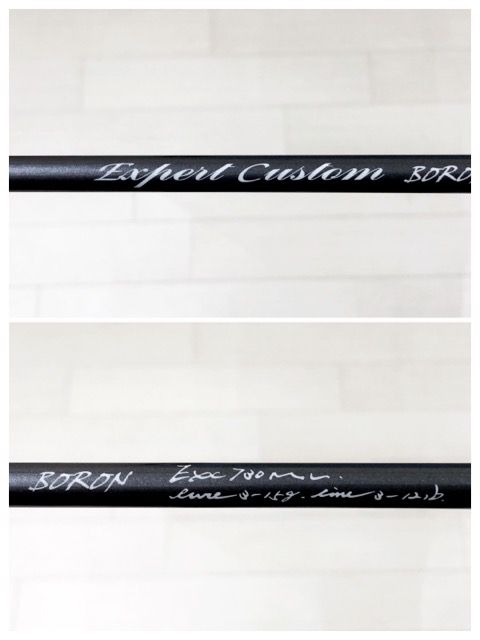 Expert Custom BORO
BORON
lure 3-15g. line 3-12lb.